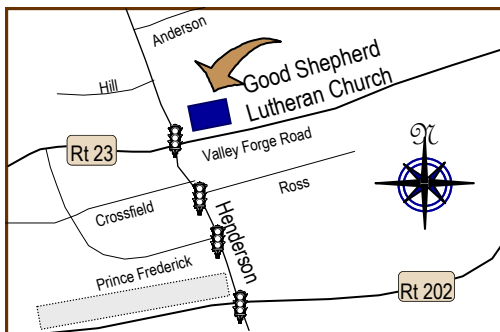 Anderson
Hill
Good Shepherd
Lutheran Church
Rt 23
Valley Forge Road
N
Ross
Crossfield
Henderson
Prince Frederick
Rt 202